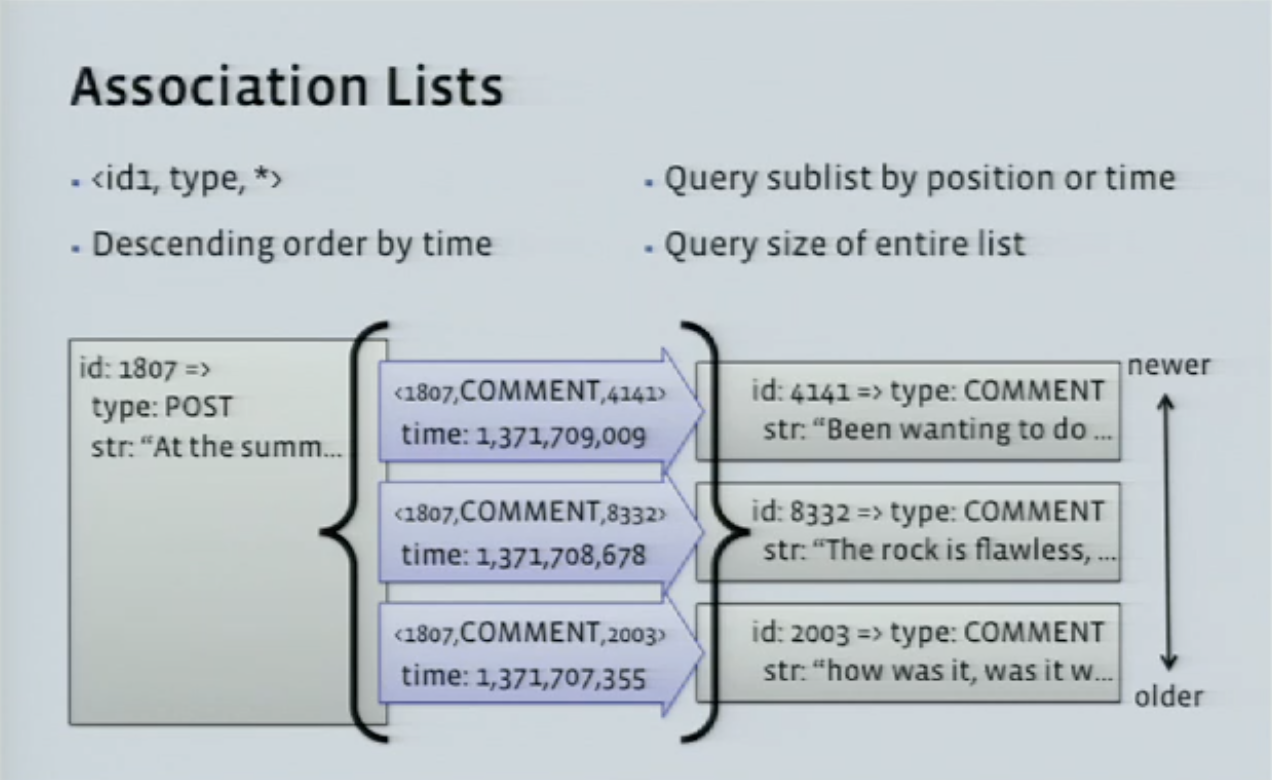 Association Lists
▪ <id1, type, *>
▪ Descending order by time
▪ Query sublist by position or time
▪ Query size of entire list
id: 1807 =>
type: POST
str: “At the summ...
<1807,COMMENT,4141>
time: 1,371,709,009
<1807,COMMENT,8332>
time: 1,371,708,678
<1807,COMMENT,2003>
time: 1,371,707,355
id: 4141 => type: COMMENT
str: “Been wanting to do ...
id: 8332 => type: COMMENT
str: “The rock is flawless, ...
id: 2003 => type: COMMENT
str: “how was it, was it w...
newer
older